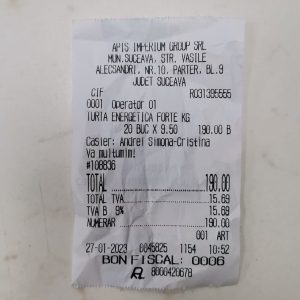 APIS IMPERIUM GROUP SRL
MUN.SUCEAVA, STR. VASILE
ALECSANDRI, NR.10, PARTER, BL.9
JUDET SUCEAVA
CIF RO31395555
0001 Operator 01
TURTA ENERGETICA FORTE KG
20 BUC X 9.50 190.00 B
Casier: Andrei Simona-Cristina
Va multumim!
#108836
TOTAL 190.00
TOTAL TVA 15.69
TVA B 9% 15.69
NUMERAR 190.00
001 ART
27-01-2023 0045825 1154 10:52
BON FISCAL: 0006
8000420678